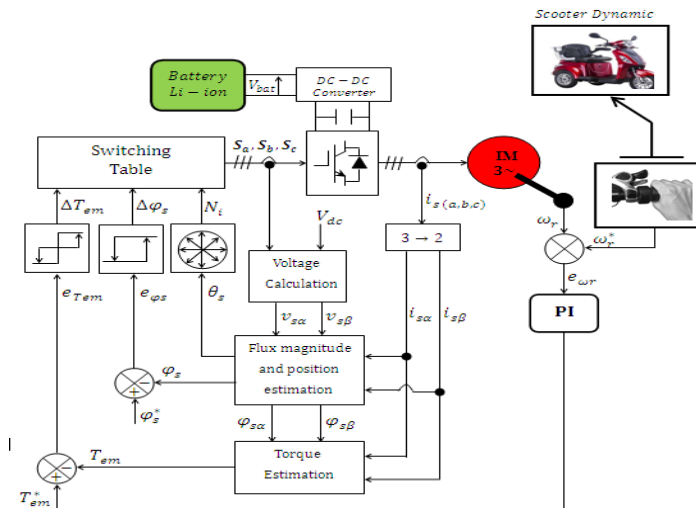 Scooter Dynamic
Battery
Li − ion
V_bat
DC − DC
Converter
Switching
Table
S_a, S_b, S_c
IM
3~
ΔT_em
Δφ_s
N_i
V_dc
i_s(a,b,c)
3 → 2
ω_r
ω_r^*
e_ωr
PI
Voltage
Calculation
e_Tem
e_φs
θ_s
v_sα
v_sβ
i_sα
i_sβ
Flux magnitude
and position
estimation
φ_s
−
+
φ_s^*
φ_sα
φ_sβ
Torque
Estimation
T_em
−
+
T_em^*